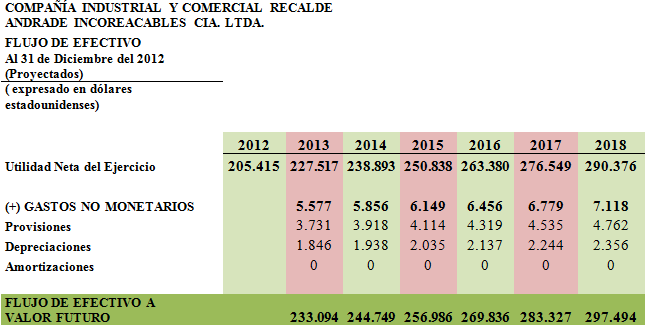 COMPAÑÍA INDUSTRIAL Y COMERCIAL RECALDE
ANDRADE INCOREACABLES CIA. LTDA.
FLUJO DE EFECTIVO
Al 31 de Diciembre del 2012
(Proyectados)
( expresado en dólares
estadounidenses)
2012 2013 2014 2015 2016 2017 2018
Utilidad Neta del Ejercicio 205.415 227.517 238.893 250.838 263.380 276.549 290.376
(+) GASTOS NO MONETARIOS 5.577 5.856 6.149 6.456 6.779 7.118
Provisiones 3.731 3.918 4.114 4.319 4.535 4.762
Depreciaciones 1.846 1.938 2.035 2.137 2.244 2.356
Amortizaciones 0 0 0 0 0 0
FLUJO DE EFECTIVO A
VALOR FUTURO 233.094 244.749 256.986 269.836 283.327 297.494